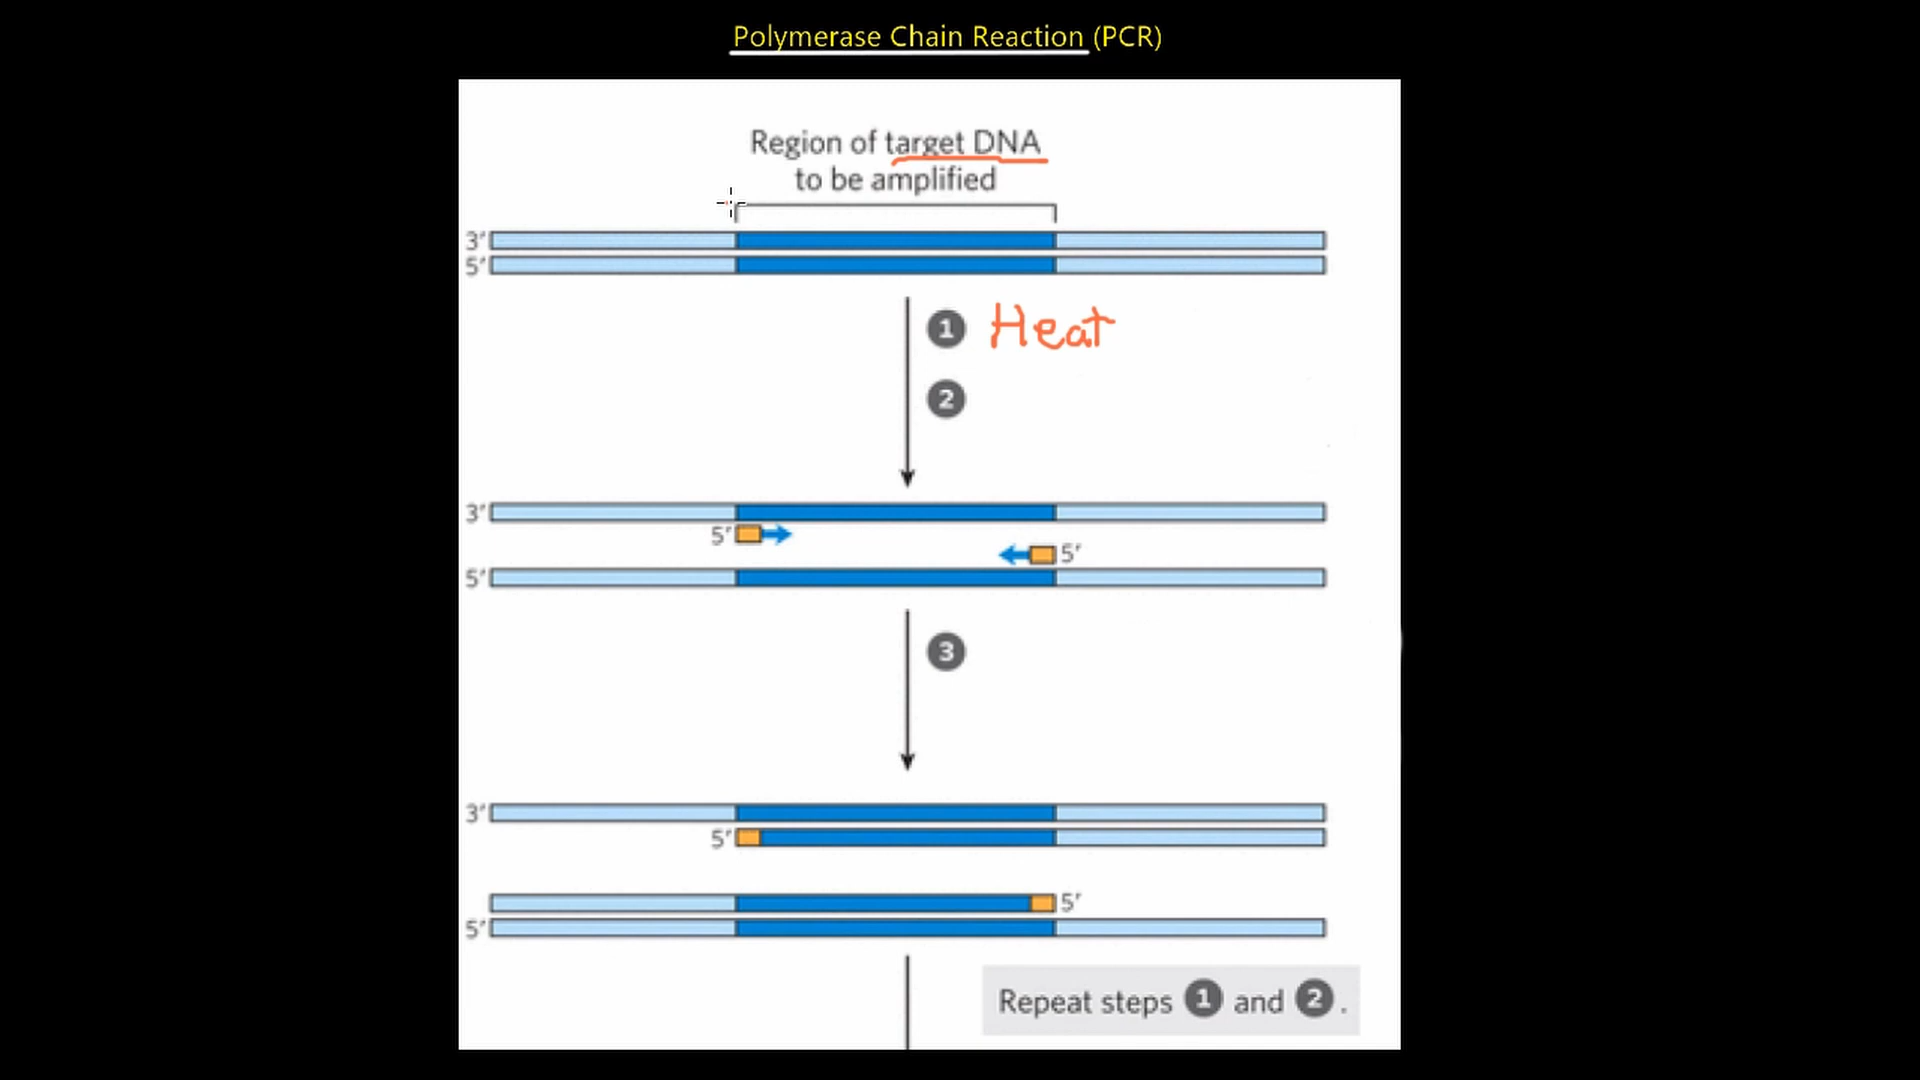 Polymerase Chain Reaction (PCR)
Region of target DNA
to be amplified
3′
5′
1 Heat
2
3′
5′
5′
5′
3
3′
5′
5′
5′
Repeat steps 1 and 2.